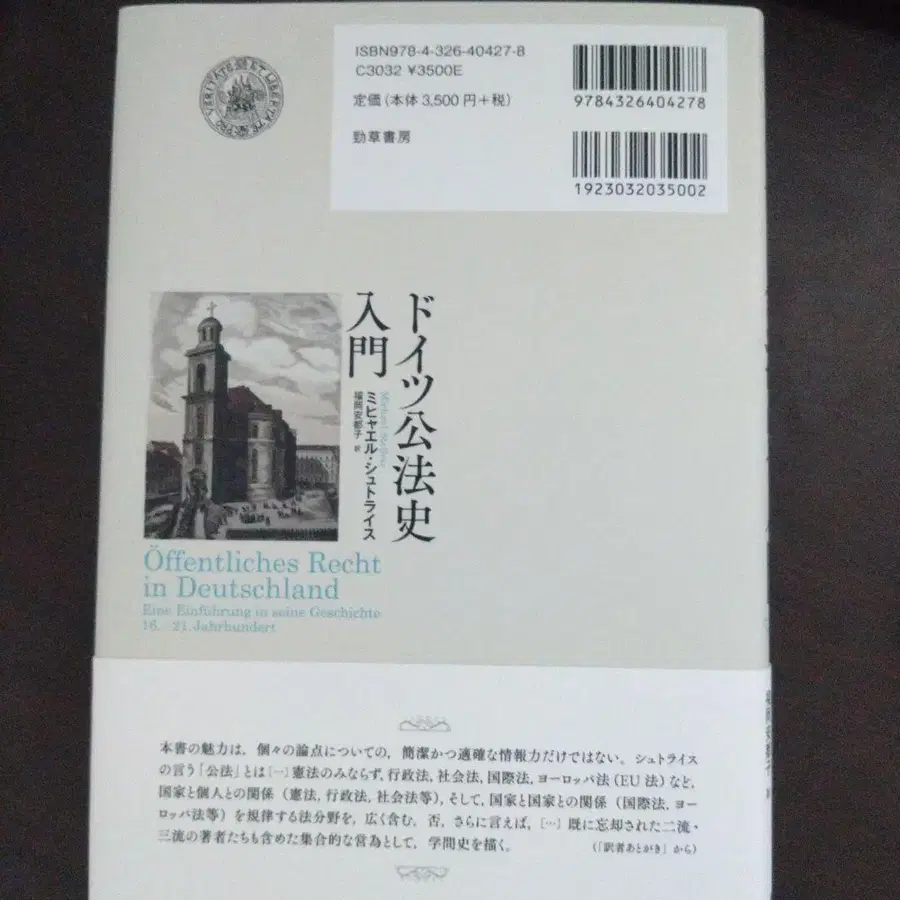 ISBN978-4-326-40427-8
C3032 ¥3500E
定価(本体3,500円+税)
勁草書房
9784326404278
1923032035002
ドイツ公法史
入門
Michael Stolleis
ミヒャエル・シュトライス
福岡安都子 訳
Öffentliches Recht
in Deutschland
Eine Einführung in seine Geschichte
16. - 21. Jahrhundert
本書の魅力は、個々の論点についての、簡潔かつ適確な情報力だけではない。シュトライス
の言う「公法」とは[…]憲法のみならず,行政法,社会法,国際法,ヨーロッパ法(EU法)など,
国家と個人との関係(憲法,行政法,社会法等),そして,国家と国家との関係(国際法,ヨー
ロッパ法等)を規律する法分野を,広く含む。否,さらに言えば,[…]既に忘却された二流・
三流の著者たちも含めた集合的な営為として,学問史を描く。
(「訳者あとがき」から)